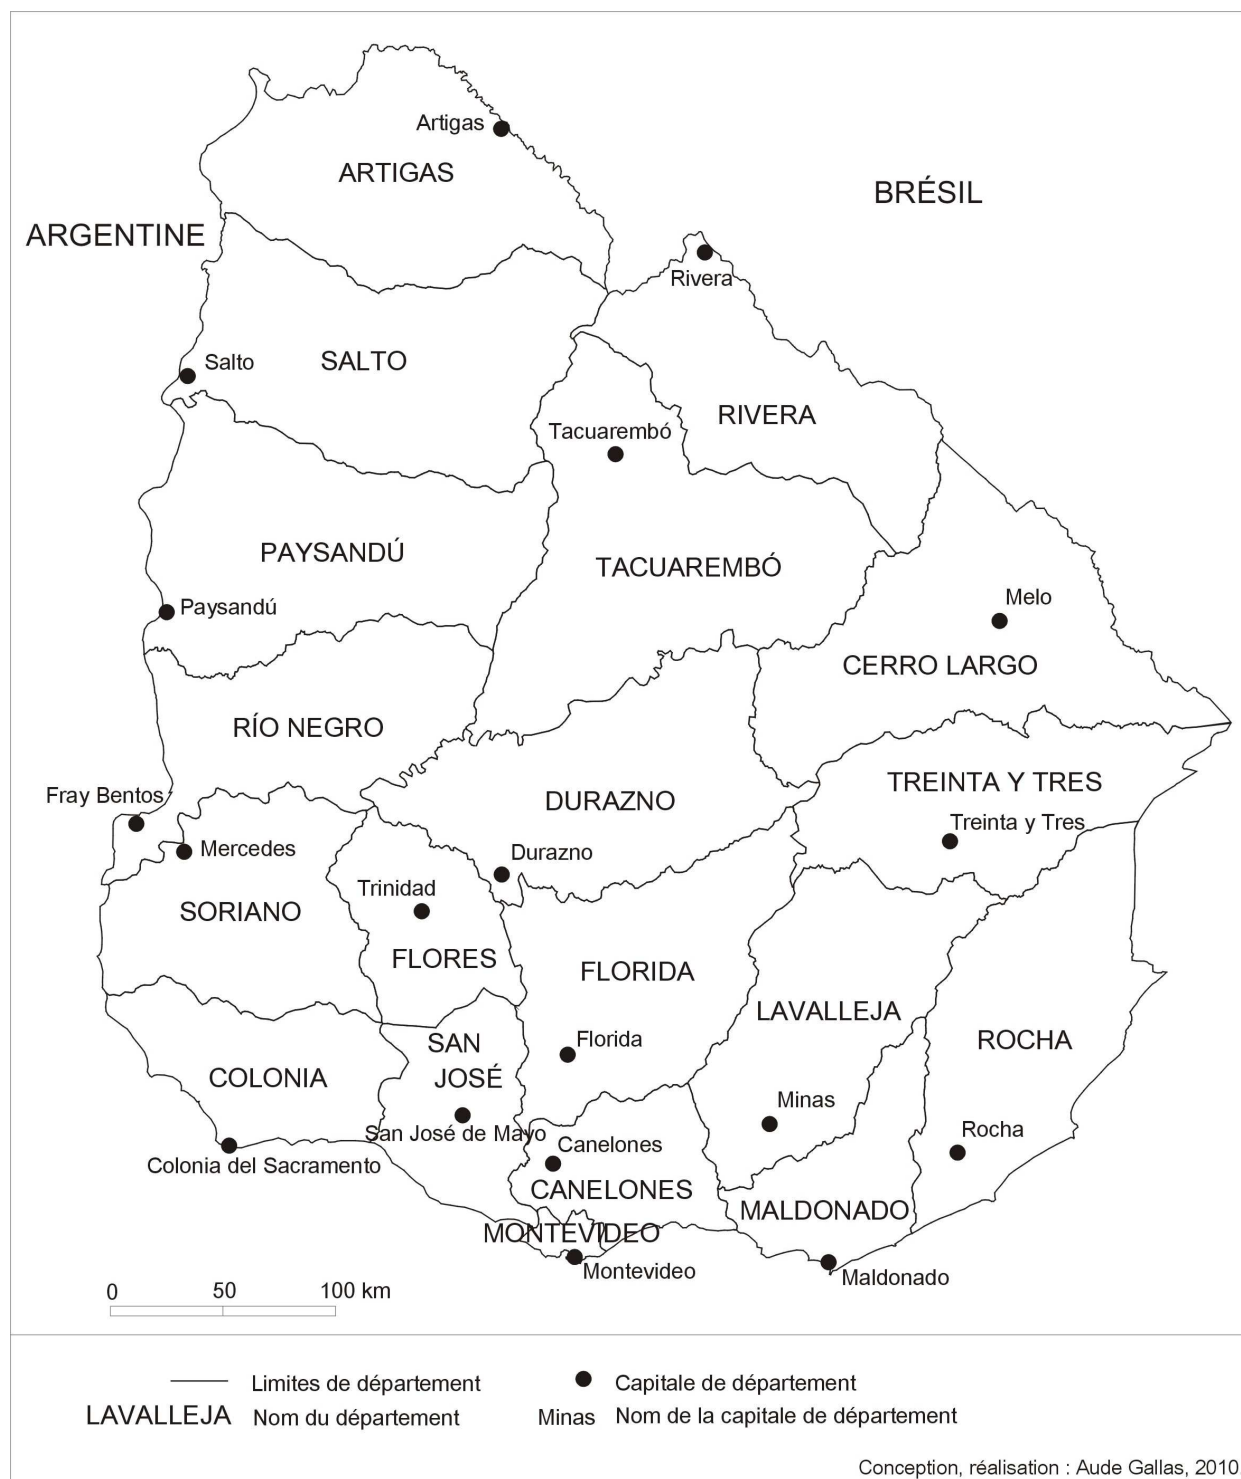 Artigas
ARTIGAS
BRÉSIL
ARGENTINE
Rivera
Salto
SALTO
RIVERA
Tacuarembó
PAYSANDÚ
TACUAREMBÓ
Paysandú
Melo
CERRO LARGO
RÍO NEGRO
TREINTA Y TRES
Fray Bentos
DURAZNO
Treinta y Tres
Mercedes
Durazno
Trinidad
SORIANO
FLORES
FLORIDA
LAVALLEJA
Florida
SAN
JOSÉ
ROCHA
COLONIA
Minas
San José de Mayo
Rocha
Canelones
Colonia del Sacramento
CANELONES
MALDONADO
MONTEVIDEO
Montevideo
Maldonado
0 50 100 km
Limites de département
Capitale de département
LAVALLEJA Nom du département
Minas Nom de la capitale de département
Conception, réalisation : Aude Gallas, 2010